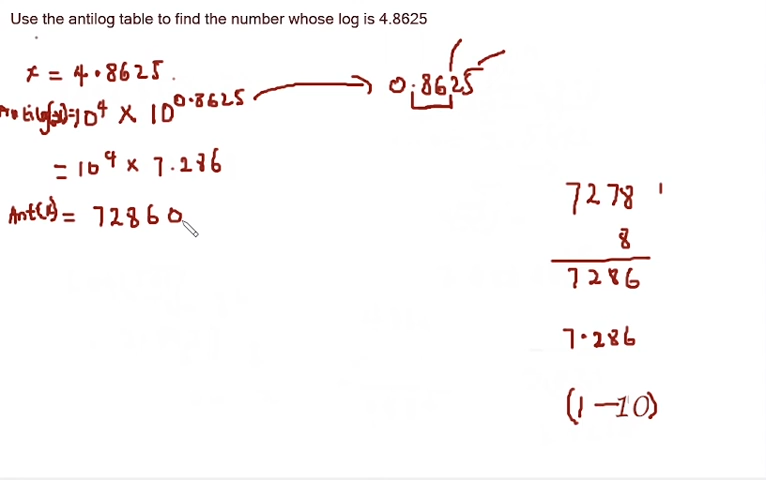 Use the antilog table to find the number whose log is 4.8625
x = 4.8625.
Antilog(x)=10⁴ × 10^0.8625
0.8625
= 10⁴ × 7.286
Ant(x) = 72860
7278
8
7286
7.286
(1-10)